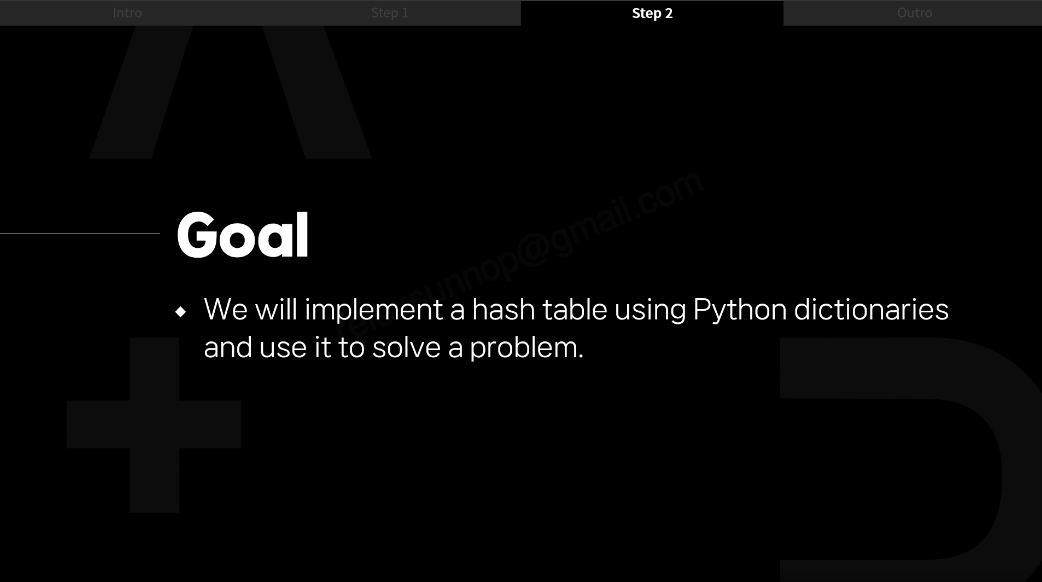 Intro
Step 1
Step 2
Outro
Goal
We will implement a hash table using Python dictionaries
and use it to solve a problem.